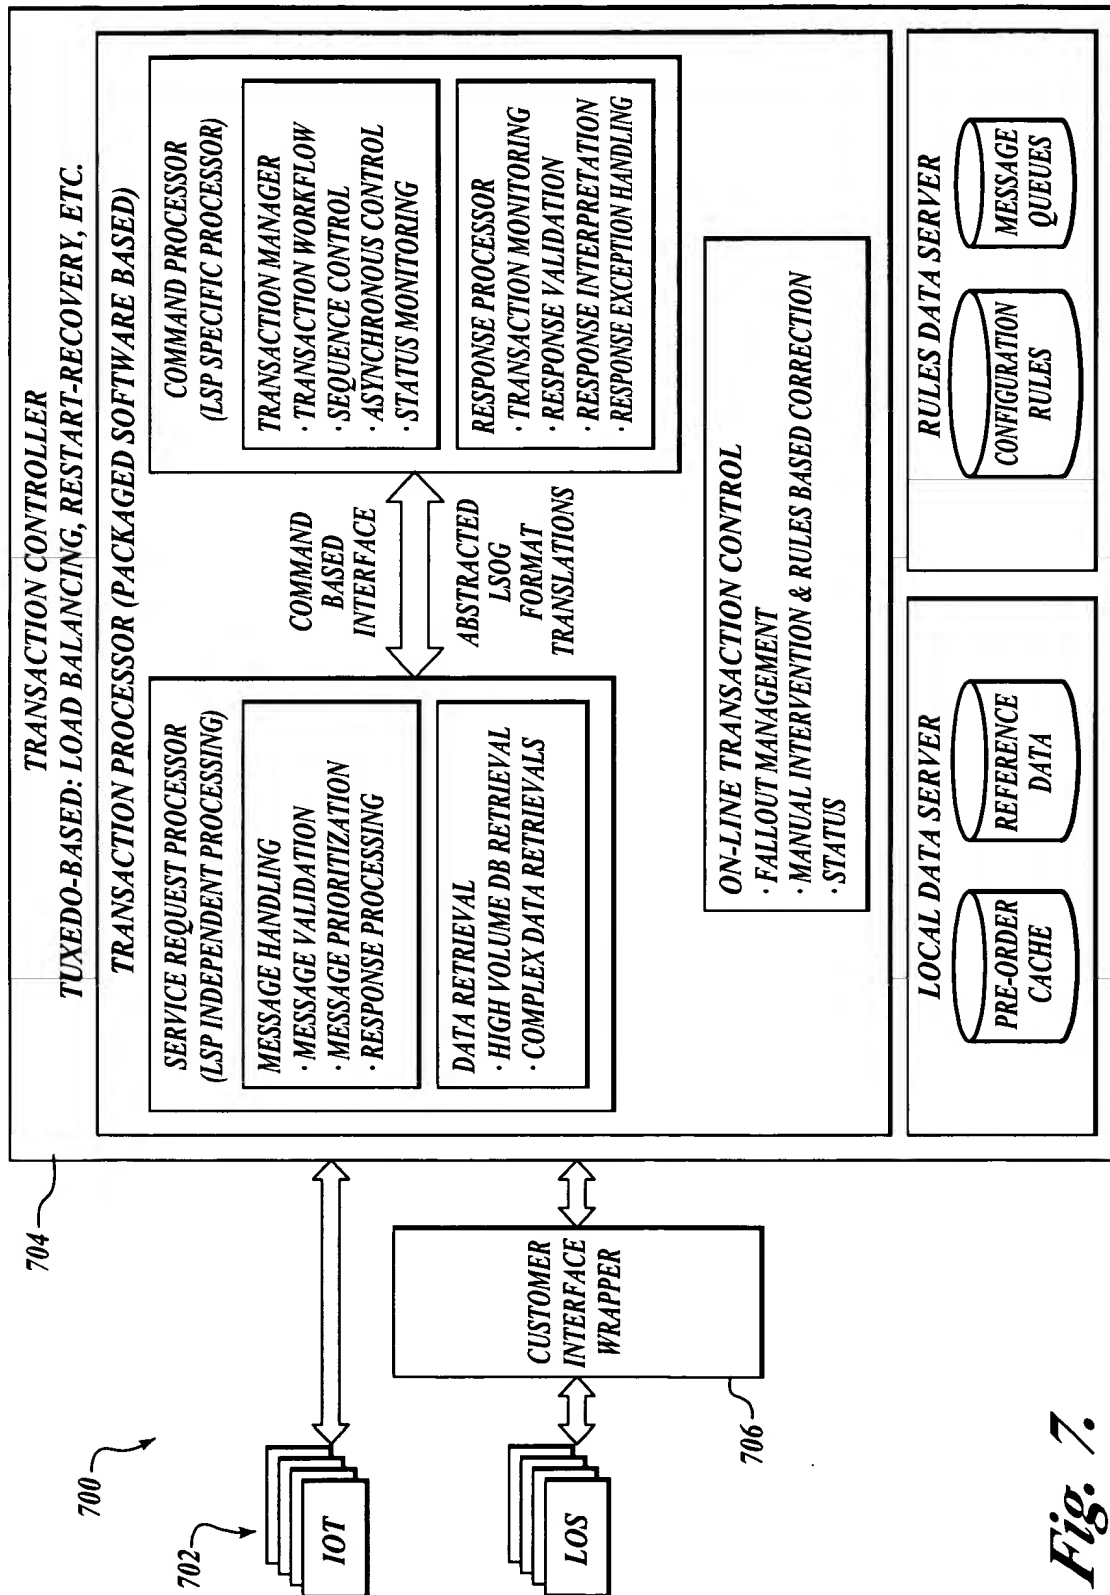 TRANSACTION CONTROLLER
TUXEDO-BASED: LOAD BALANCING, RESTART-RECOVERY, ETC.
TRANSACTION PROCESSOR (PACKAGED SOFTWARE BASED)
SERVICE REQUEST PROCESSOR
(LSP INDEPENDENT PROCESSING)
MESSAGE HANDLING
· MESSAGE VALIDATION
· MESSAGE PRIORITIZATION
· RESPONSE PROCESSING
DATA RETRIEVAL
· HIGH VOLUME DB RETRIEVAL
· COMPLEX DATA RETRIEVALS
COMMAND
BASED
INTERFACE
ABSTRACTED
LSOG
FORMAT
TRANSLATIONS
COMMAND PROCESSOR
(LSP SPECIFIC PROCESSOR)
TRANSACTION MANAGER
· TRANSACTION WORKFLOW
· SEQUENCE CONTROL
· ASYNCHRONOUS CONTROL
· STATUS MONITORING
RESPONSE PROCESSOR
· TRANSACTION MONITORING
· RESPONSE VALIDATION
· RESPONSE INTERPRETATION
· RESPONSE EXCEPTION HANDLING
ON-LINE TRANSACTION CONTROL
· FALLOUT MANAGEMENT
· MANUAL INTERVENTION & RULES BASED CORRECTION
· STATUS
LOCAL DATA SERVER
PRE-ORDER
CACHE
REFERENCE
DATA
RULES DATA SERVER
CONFIGURATION
RULES
MESSAGE
QUEUES
700
702
704
IOT
LOS
CUSTOMER
INTERFACE
WRAPPER
706
Fig. 7.